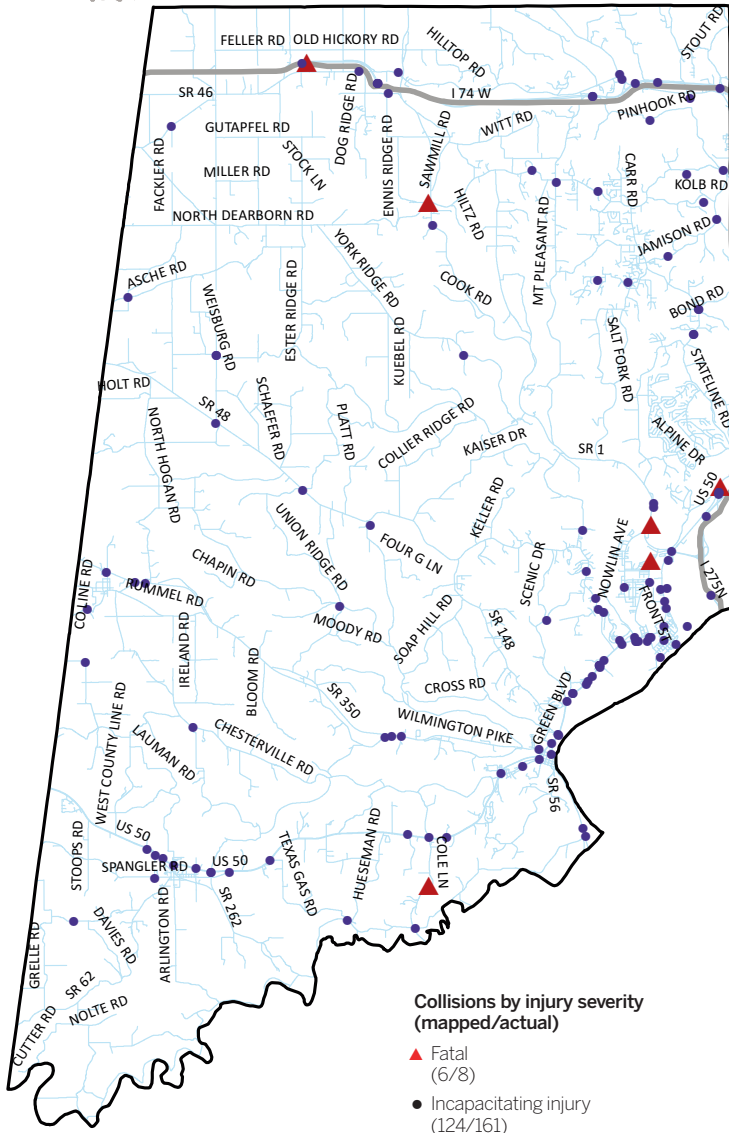 FELLER RD
OLD HICKORY RD
HILLTOP RD
STOUT RD
SR 46
I 74 W
PINHOOK RD
GUTAPFEL RD
DOG RIDGE RD
WITT RD
FACKLER RD
MILLER RD
STOCK LN
ENNIS RIDGE RD
SAWMILL RD
HILTZ RD
CARR RD
KOLB RD
NORTH DEARBORN RD
MT PLEASANT RD
JAMISON RD
YORK RIDGE RD
ASCHE RD
WEISBURG RD
ESTER RIDGE RD
COOK RD
BOND RD
KUEBEL RD
SALT FORK RD
STATELINE RD
HOLT RD
SR 48
SCHAEFER RD
PLATT RD
COLLIER RIDGE RD
KAISER DR
SR 1
ALPINE DR
NORTH HOGAN RD
US 50
UNION RIDGE RD
FOUR G LN
KELLER RD
NOWLIN AVE
SCENIC DR
I 275N
COLLINE RD
CHAPIN RD
RUMMEL RD
MOODY RD
SOAP HILL RD
SR 148
FRONT ST
IRELAND RD
BLOOM RD
SR 350
CROSS RD
WEST COUNTY LINE RD
LAUMAN RD
CHESTERVILLE RD
WILMINGTON PIKE
GREEN BLVD
SR 56
STOOPS RD
US 50
SPANGLER RD
US 50
TEXAS GAS RD
HUESEMAN RD
COLE LN
GRELLE RD
DAVIES RD
ARLINGTON RD
SR 262
SR 62
NOLTE RD
CUTTER RD
Collisions by injury severity
(mapped/actual)
Fatal
(6/8)
Incapacitating injury
(124/161)